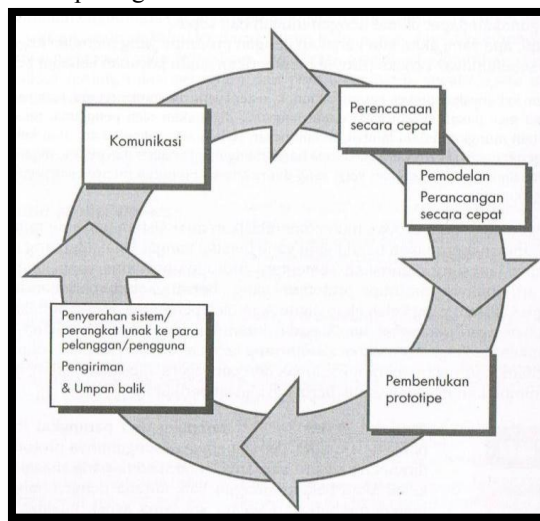 Komunikasi
Perencangan
secara cepat
Pemodelan
Perancangan
secara cepat
Pembentukan
prototipe
Penyerahan sistem/
perangkat lunak ke para
pelanggan/pengguna
Pengiriman
& Umpan balik